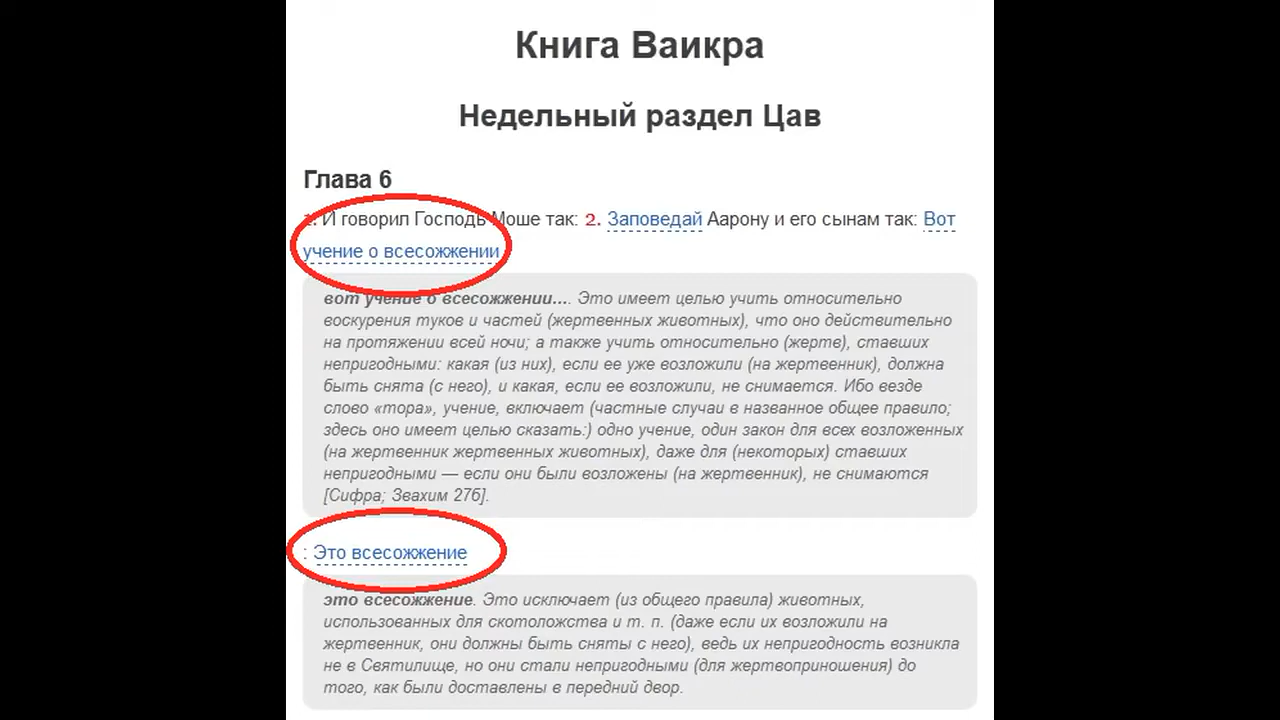 Книга Ваикра
Недельный раздел Цав
Глава 6
1. И говорил Господь Моше так: 2. Заповедай Аарону и его сынам так: Вот
учение о всесожжении
вот учение о всесожжении.... Это имеет целью учить относительно
воскурения туков и частей (жертвенных животных), что оно действительно
на протяжении всей ночи; а также учить относительно (жертв), ставших
непригодными: какая (из них), если ее уже возложили (на жертвенник), должна
быть снята (с него), и какая, если ее возложили, не снимается. Ибо везде
слово «тора», учение, включает (частные случаи в названное общее правило;
здесь оно имеет целью сказать:) одно учение, один закон для всех возложенных
(на жертвенник жертвенных животных), даже для (некоторых) ставших
непригодными — если они были возложены (на жертвенник), не снимаются
[Сифра; Звахим 27б].
: Это всесожжение
это всесожжение. Это исключает (из общего правила) животных,
использованных для скотоложства и т. п. (даже если их возложили на
жертвенник, они должны быть сняты с него), ведь их непригодность возникла
не в Святилище, но они стали непригодными (для жертвоприношения) до
того, как были доставлены в передний двор.